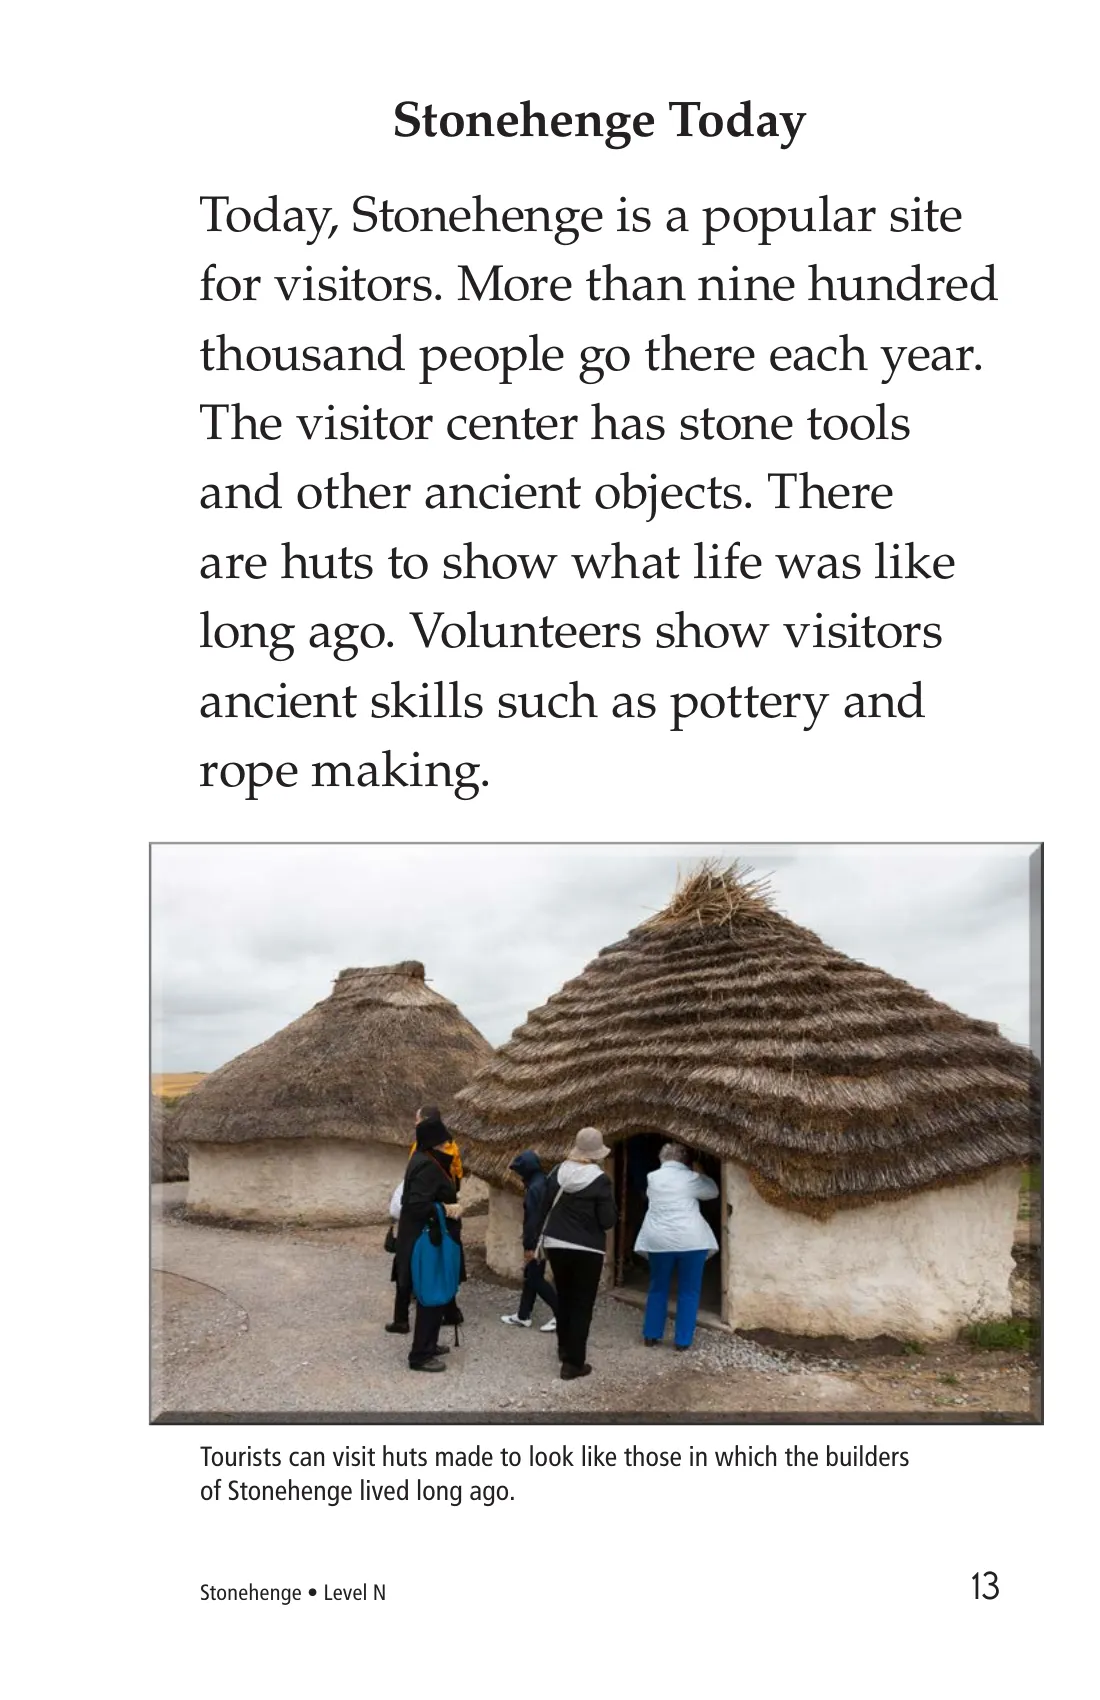 Stonehenge Today
Today, Stonehenge is a popular site
for visitors. More than nine hundred
thousand people go there each year.
The visitor center has stone tools
and other ancient objects. There
are huts to show what life was like
long ago. Volunteers show visitors
ancient skills such as pottery and
rope making.
Tourists can visit huts made to look like those in which the builders
of Stonehenge lived long ago.
Stonehenge • Level N
13